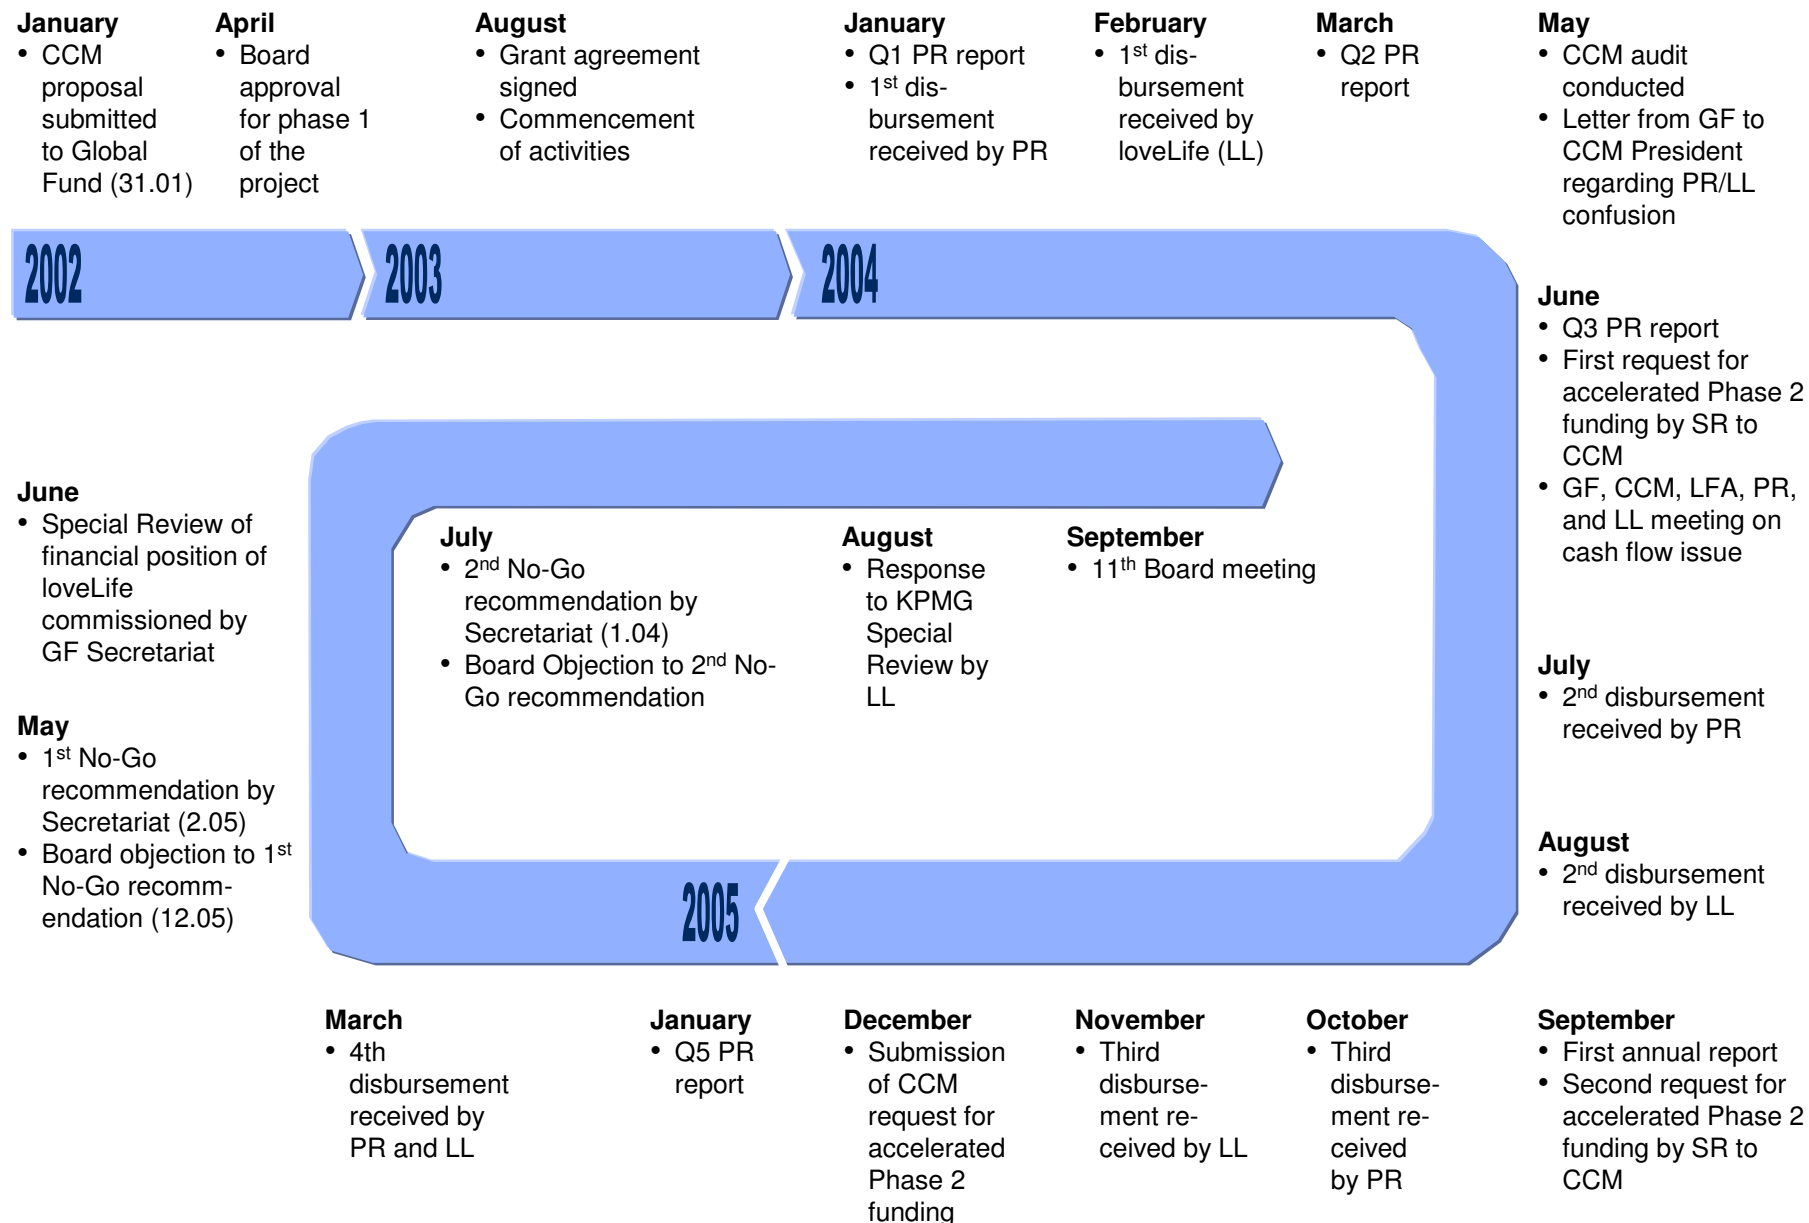 January
• CCM
proposal
submitted
to Global
Fund (31.01)
April
• Board
approval
for phase 1
of the
project
August
• Grant agreement
signed
• Commencement
of activities
January
• Q1 PR report
• 1st dis-
bursement
received by PR
February
• 1st dis-
bursement
received by
loveLife (LL)
March
• Q2 PR
report
May
• CCM audit
conducted
• Letter from GF to
CCM President
regarding PR/LL
confusion
2002
2003
2004
June
• Q3 PR report
• First request for
accelerated Phase 2
funding by SR to
CCM
• GF, CCM, LFA, PR,
and LL meeting on
cash flow issue
July
• 2nd disbursement
received by PR
August
• 2nd disbursement
received by LL
September
• First annual report
• Second request for
accelerated Phase 2
funding by SR to
CCM
October
• Third
disburse-
ment re-
ceived
by PR
November
• Third
disburse-
ment re-
ceived by LL
December
• Submission
of CCM
request for
accelerated
Phase 2
funding
2005
January
• Q5 PR
report
March
• 4th
disbursement
received by
PR and LL
May
• 1st No-Go
recommendation by
Secretariat (2.05)
• Board objection to 1st
No-Go recomm-
endation (12.05)
June
• Special Review of
financial position of
loveLife
commissioned by
GF Secretariat
July
• 2nd No-Go
recommendation by
Secretariat (1.04)
• Board Objection to 2nd No-
Go recommendation
August
• Response
to KPMG
Special
Review by
LL
September
• 11th Board meeting